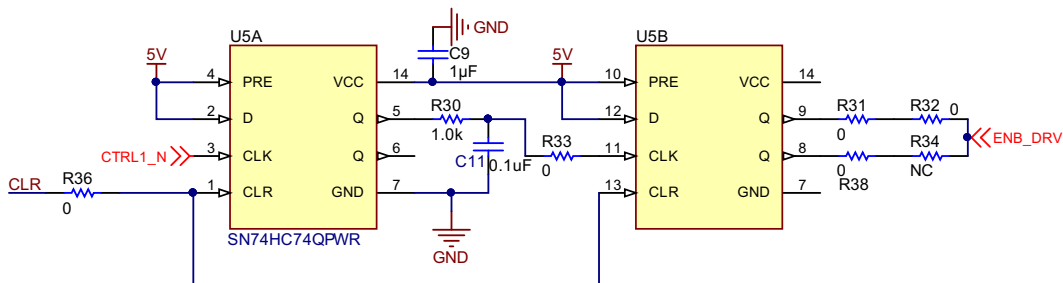 U5A
GND
C9
1µF
5V
4 PRE VCC 14
2 D Q 5
R30
1.0k
CTRL1_N
3 CLK Q 6
C11
0.1uF
CLR
R36
0
1 CLR GND 7
SN74HC74QPWR
GND
U5B
5V
10 PRE VCC 14
12 D Q 9
R31
0
R32
0
R33
0
11 CLK Q 8
R38
0
R34
NC
ENB_DRV
13 CLR GND 7